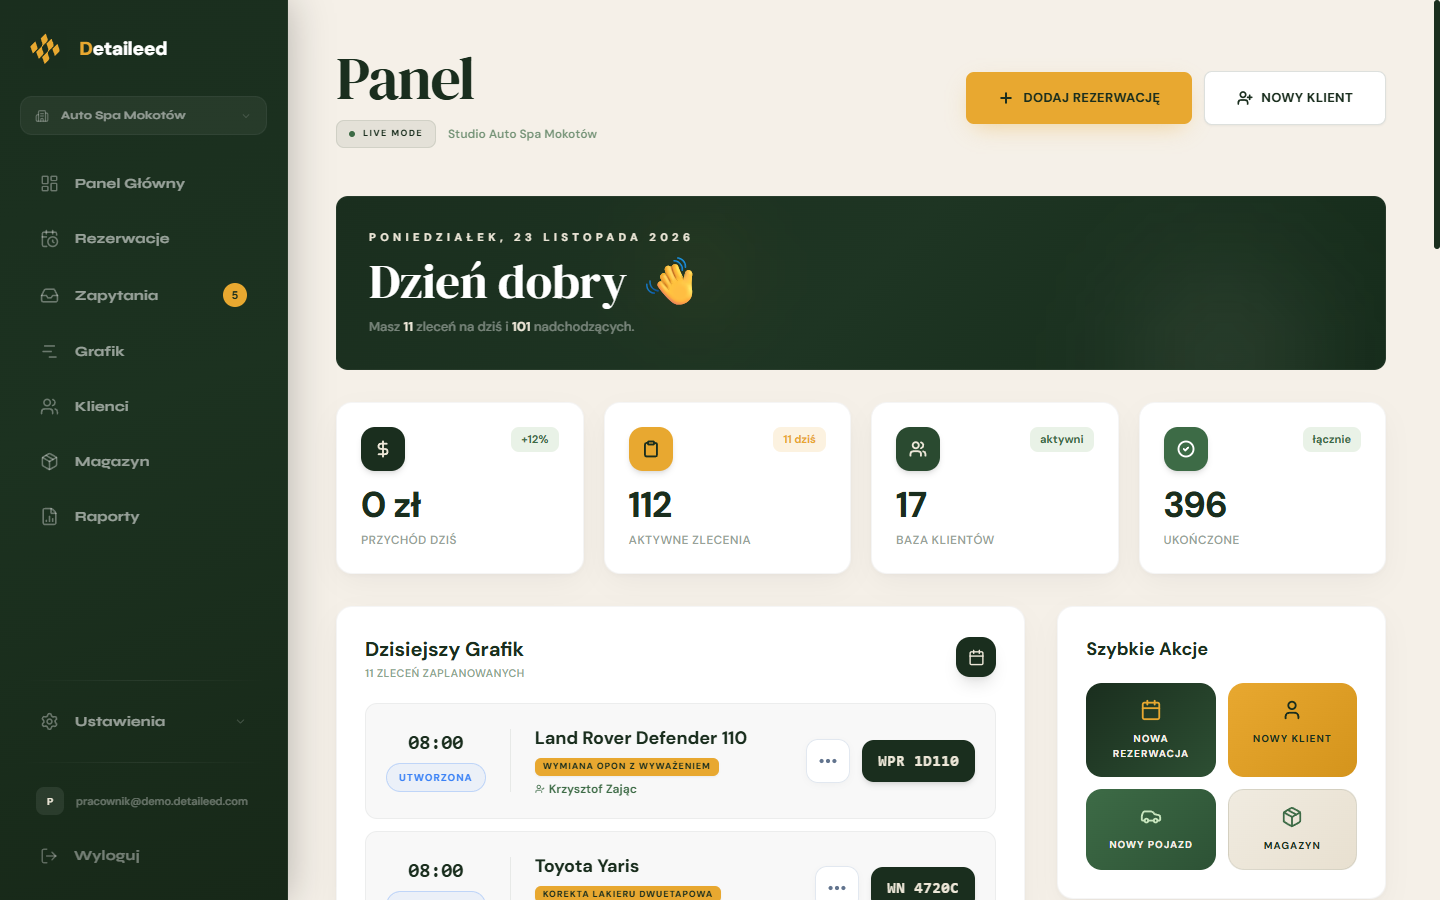 Detaileed
Auto Spa Mokotów
Panel Główny
Rezerwacje
Zapytania
5
Grafik
Klienci
Magazyn
Raporty
Ustawienia
P
pracownik@demo.detaileed.com
Wyloguj
Panel
LIVE MODE
Studio Auto Spa Mokotów
DODAJ REZERWACJĘ
NOWY KLIENT
PONIEDZIAŁEK, 23 LISTOPADA 2026
Dzień dobry 👋
Masz 11 zleceń na dziś i 101 nadchodzących.
+12%
0 zł
PRZYCHÓD DZIŚ
11 dziś
112
AKTYWNE ZLECENIA
aktywni
17
BAZA KLIENTÓW
łącznie
396
UKOŃCZONE
Dzisiejszy Grafik
11 ZLECEŃ ZAPLANOWANYCH
08:00
UTWORZONA
Land Rover Defender 110
WYMIANA OPON Z WYWAŻENIEM
Krzysztof Zając
WPR 1D110
08:00
Toyota Yaris
KOREKTA LAKIERU DWUETAPOWA
WN 4720C
Szybkie Akcje
NOWA
REZERWACJA
NOWY KLIENT
NOWY POJAZD
MAGAZYN